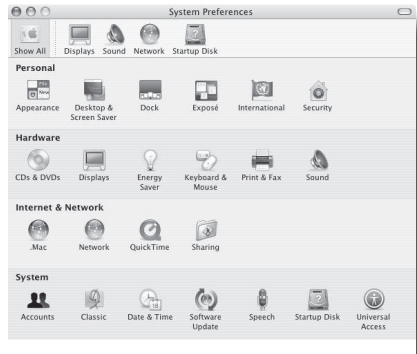 System Preferences
Show All Displays Sound Network Startup Disk
Personal
Appearance Desktop & Screen Saver Dock Exposé International Security
Hardware
CDs & DVDs Displays Energy Saver Keyboard & Mouse Print & Fax Sound
Internet & Network
.Mac Network QuickTime Sharing
System
Accounts Classic Date & Time Software Update Speech Startup Disk Universal Access